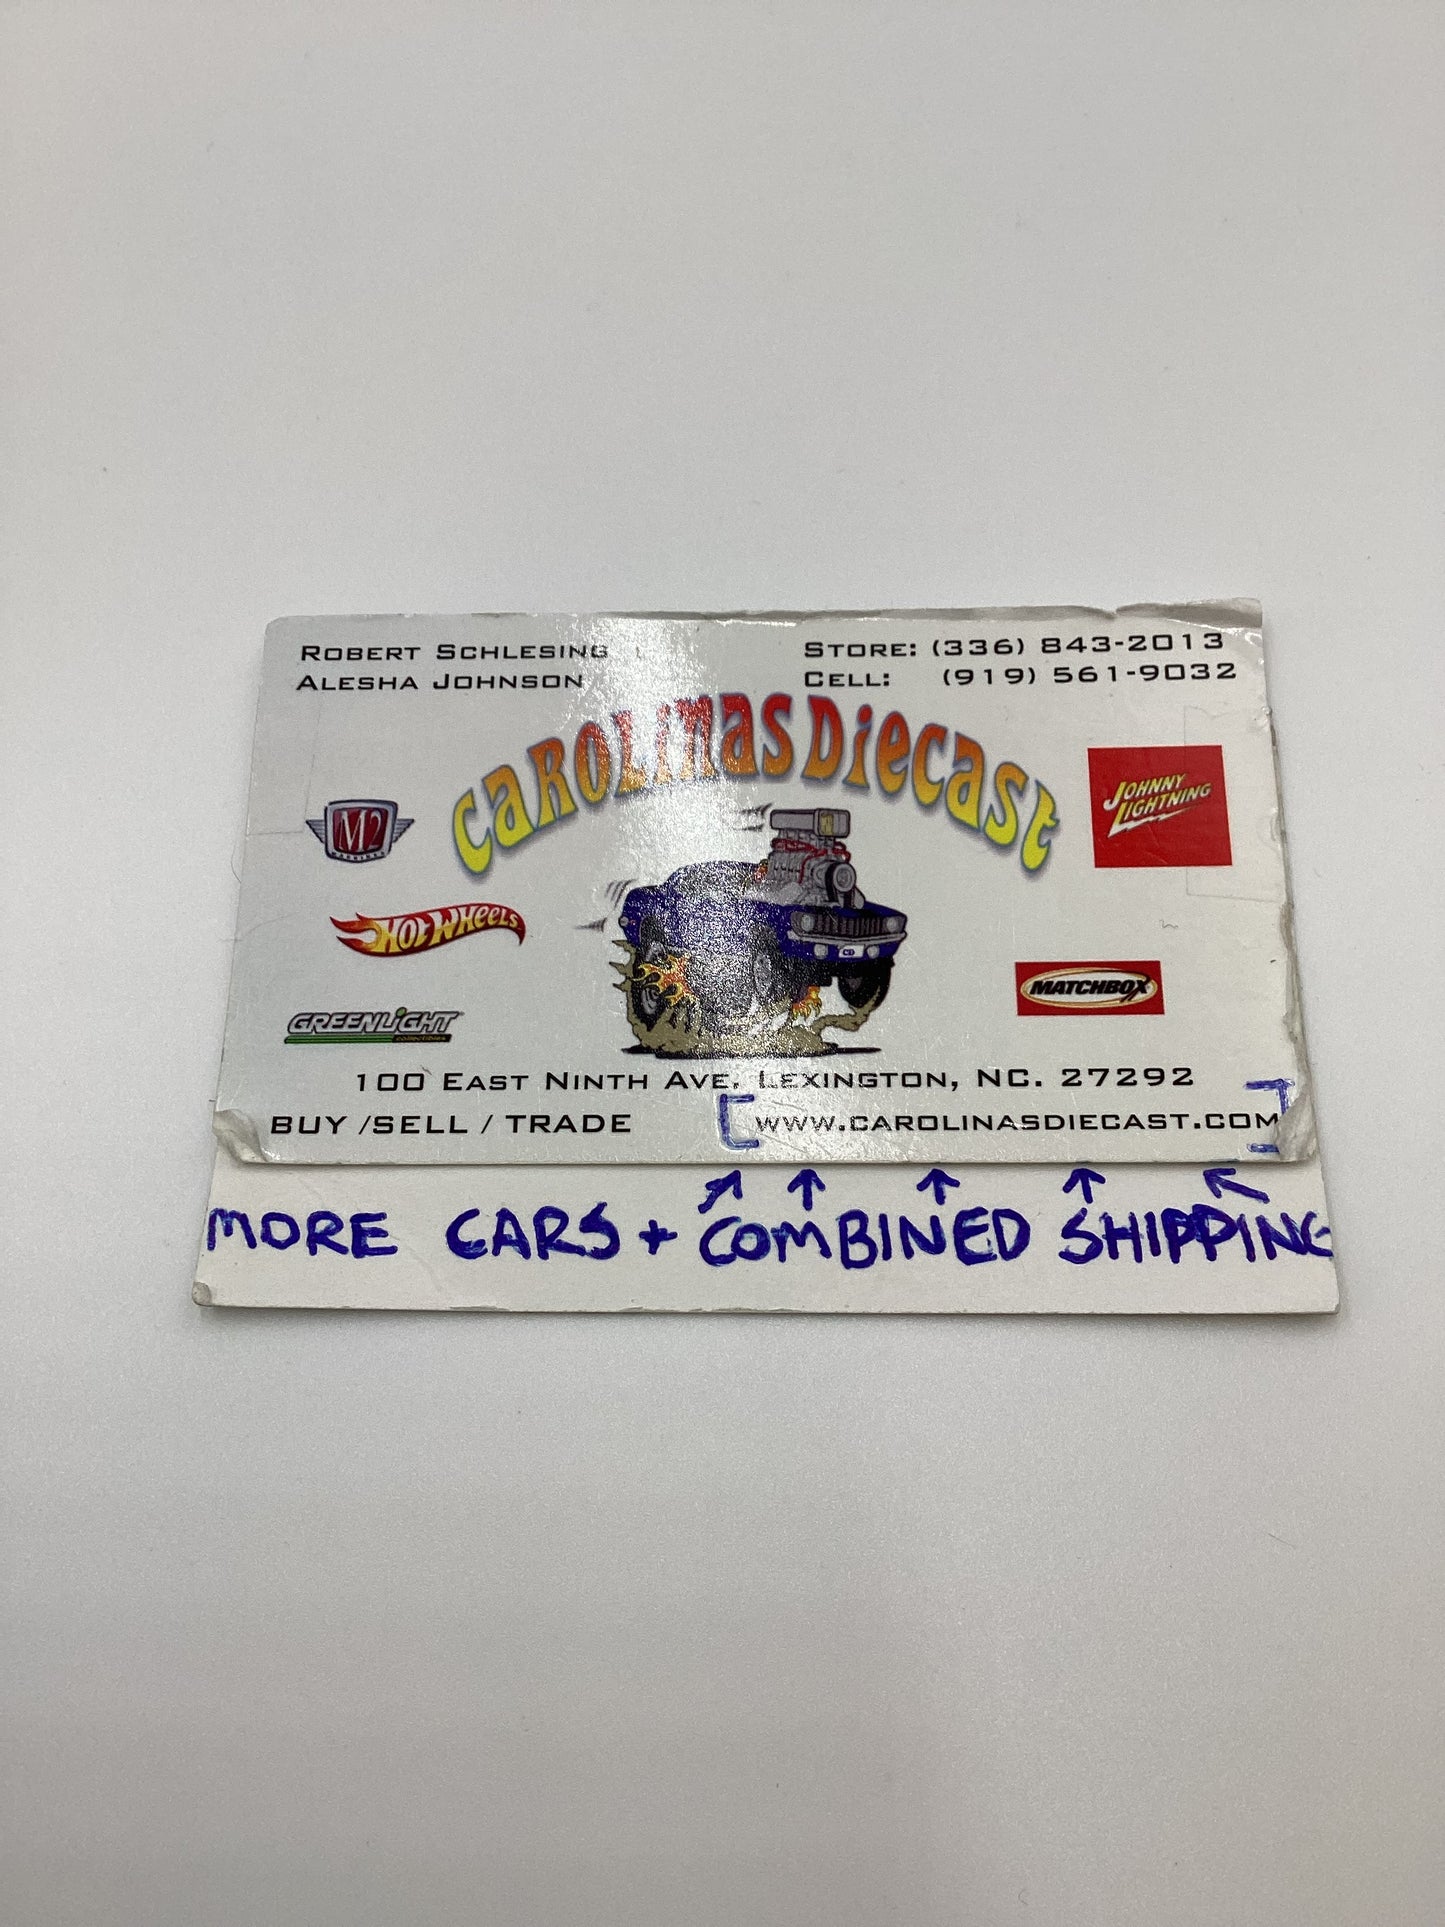 ROBERT SCHLESING
ALESHA JOHNSON
STORE: (336) 843-2013
CELL: (919) 561-9032
CAROLINAS DIECAST
M2
JOHNNY
LIGHTNING
HOT WHEELS
MATCHBOX
GREENLIGHT
collectibles
100 EAST NINTH AVE. LEXINGTON, NC. 27292
BUY /SELL / TRADE
WWW.CAROLINASDIECAST.COM
MORE CARS + COMBINED SHIPPING